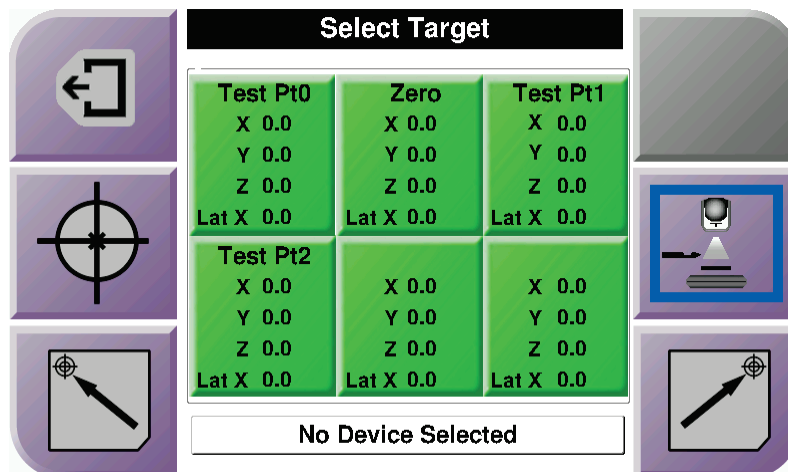 Select Target
Test Pt0 Zero Test Pt1
X 0.0 X 0.0 X 0.0
Y 0.0 Y 0.0 Y 0.0
Z 0.0 Z 0.0 Z 0.0
Lat X 0.0 Lat X 0.0 Lat X 0.0
Test Pt2
X 0.0 X 0.0 X 0.0
Y 0.0 Y 0.0 Y 0.0
Z 0.0 Z 0.0 Z 0.0
Lat X 0.0 Lat X 0.0 Lat X 0.0
No Device Selected